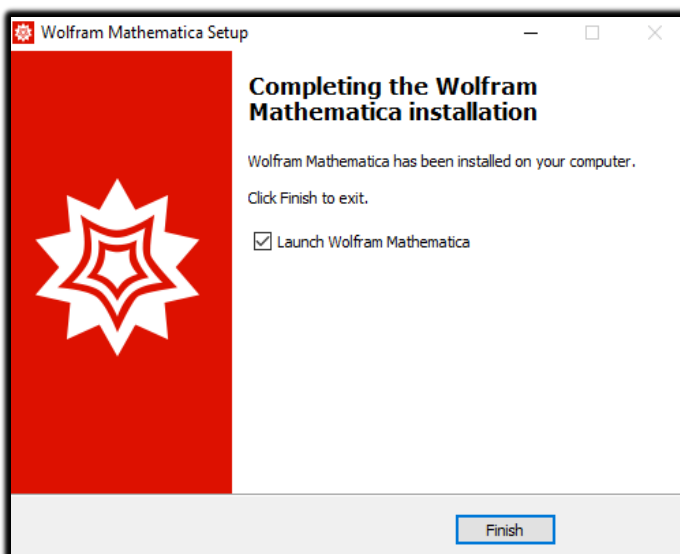 Wolfram Mathematica Setup
Completing the Wolfram
Mathematica installation
Wolfram Mathematica has been installed on your computer.
Click Finish to exit.
Launch Wolfram Mathematica
Finish